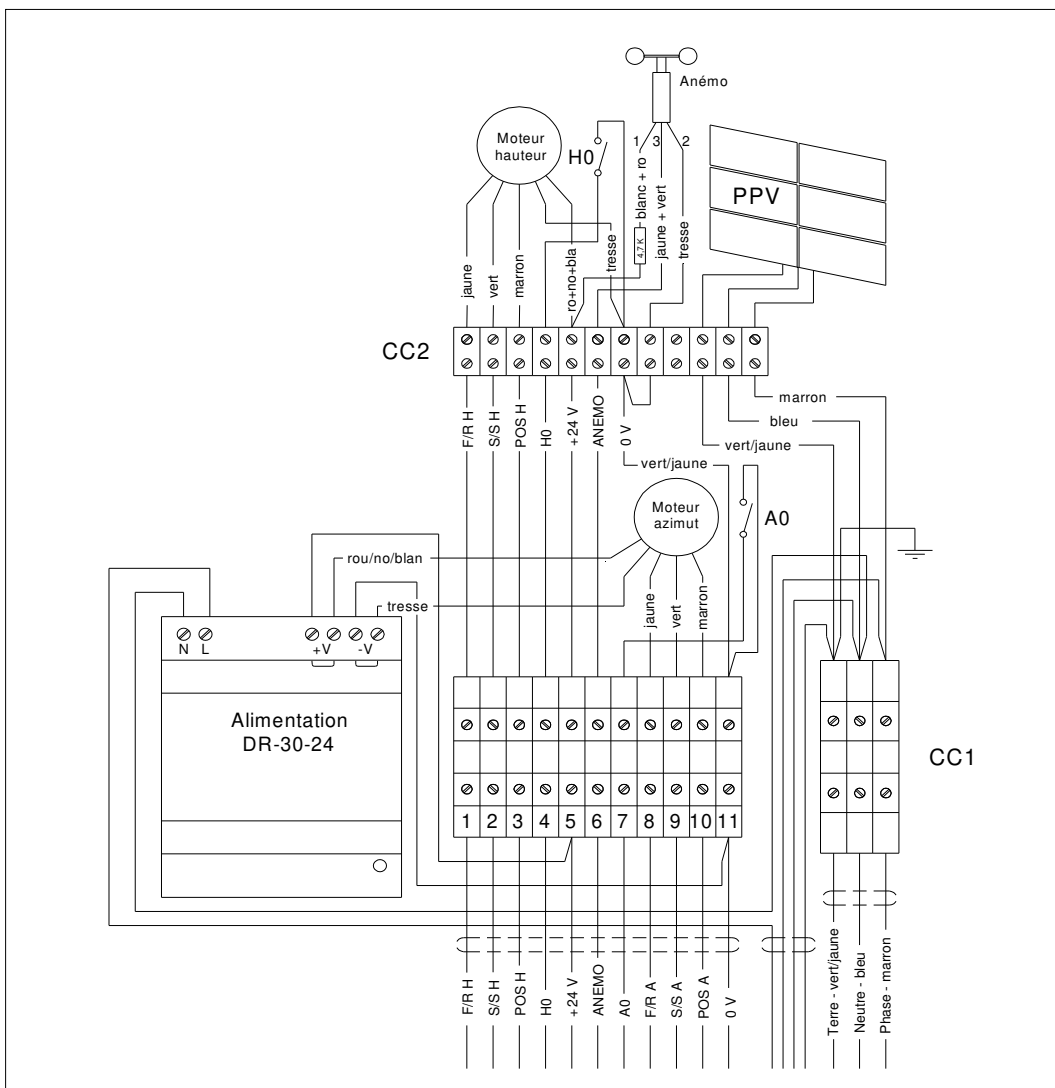 Anémo
Moteur
hauteur
H0
1
3
2
blanc + ro
4,7 K
jaune + vert
tresse
PPV
jaune
vert
marron
ro+no+bla
tresse
CC2
F/R H
S/S H
POS H
H0
+24 V
ANEMO
0 V
marron
bleu
vert/jaune
vert/jaune
Moteur
azimut
A0
rou/no/blan
tresse
jaune
vert
marron
N L +V -V
Alimentation
DR-30-24
CC1
1 2 3 4 5 6 7 8 9 10 11
F/R H
S/S H
POS H
H0
+24 V
ANEMO
A0
F/R A
S/S A
POS A
0 V
Terre - vert/jaune
Neutre - bleu
Phase - marron